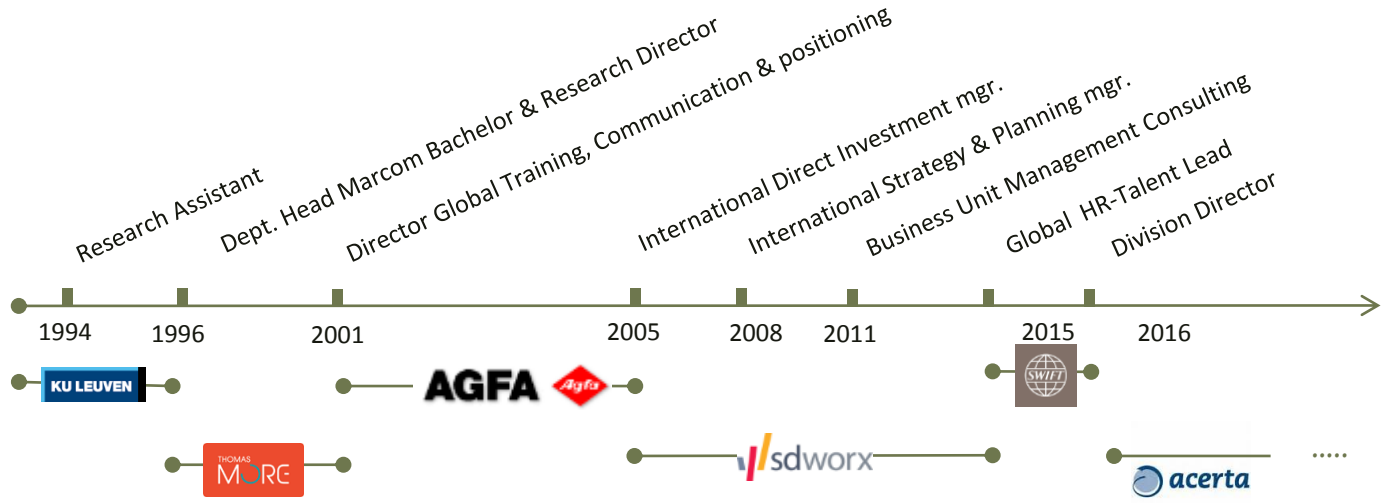 Research Assistant
Dept. Head Marcom Bachelor & Research Director
Director Global Training, Communication & positioning
International Direct Investment mgr.
International Strategy & Planning mgr.
Business Unit Management Consulting
Global HR-Talent Lead
Division Director
1994
1996
2001
2005
2008
2011
2015
2016
KU LEUVEN
AGFA
Agfa
SWIFT
THOMAS
MORE
sdworx
acerta
.....